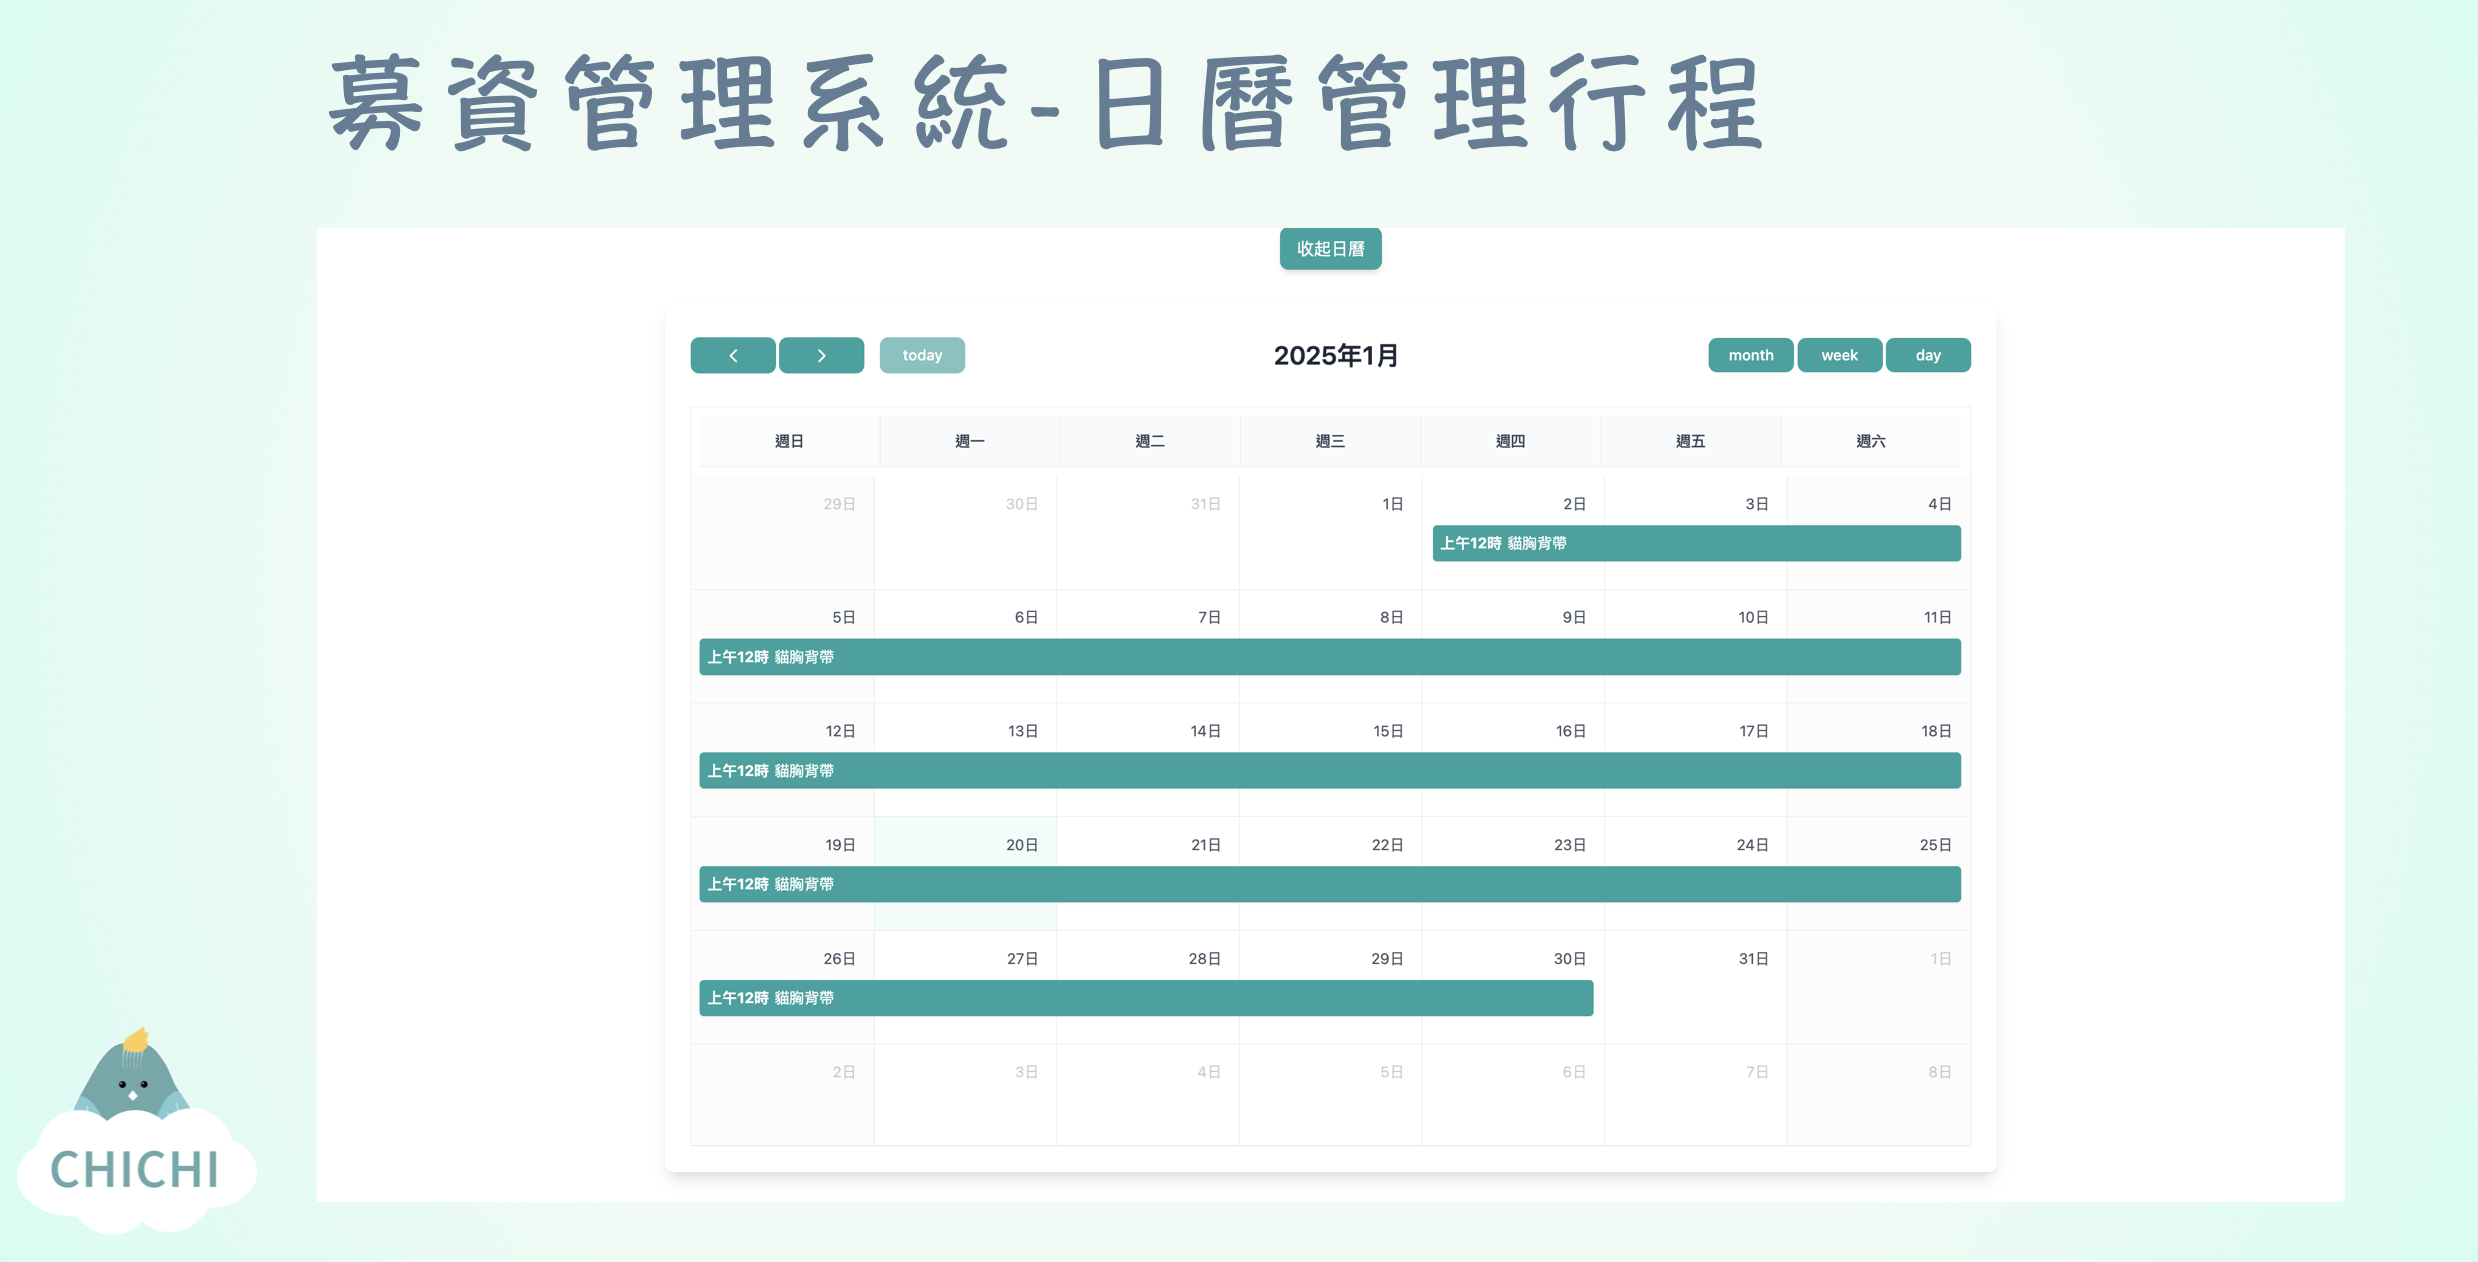 募資管理系統-日曆管理行程
收起日曆
today
2025年1月
month week day
週日 週一 週二 週三 週四 週五 週六
29日 30日 31日 1日 2日 3日 4日
上午12時 貓胸背帶
5日 6日 7日 8日 9日 10日 11日
上午12時 貓胸背帶
12日 13日 14日 15日 16日 17日 18日
上午12時 貓胸背帶
19日 20日 21日 22日 23日 24日 25日
上午12時 貓胸背帶
26日 27日 28日 29日 30日 31日 1日
上午12時 貓胸背帶
2日 3日 4日 5日 6日 7日 8日
CHICHI